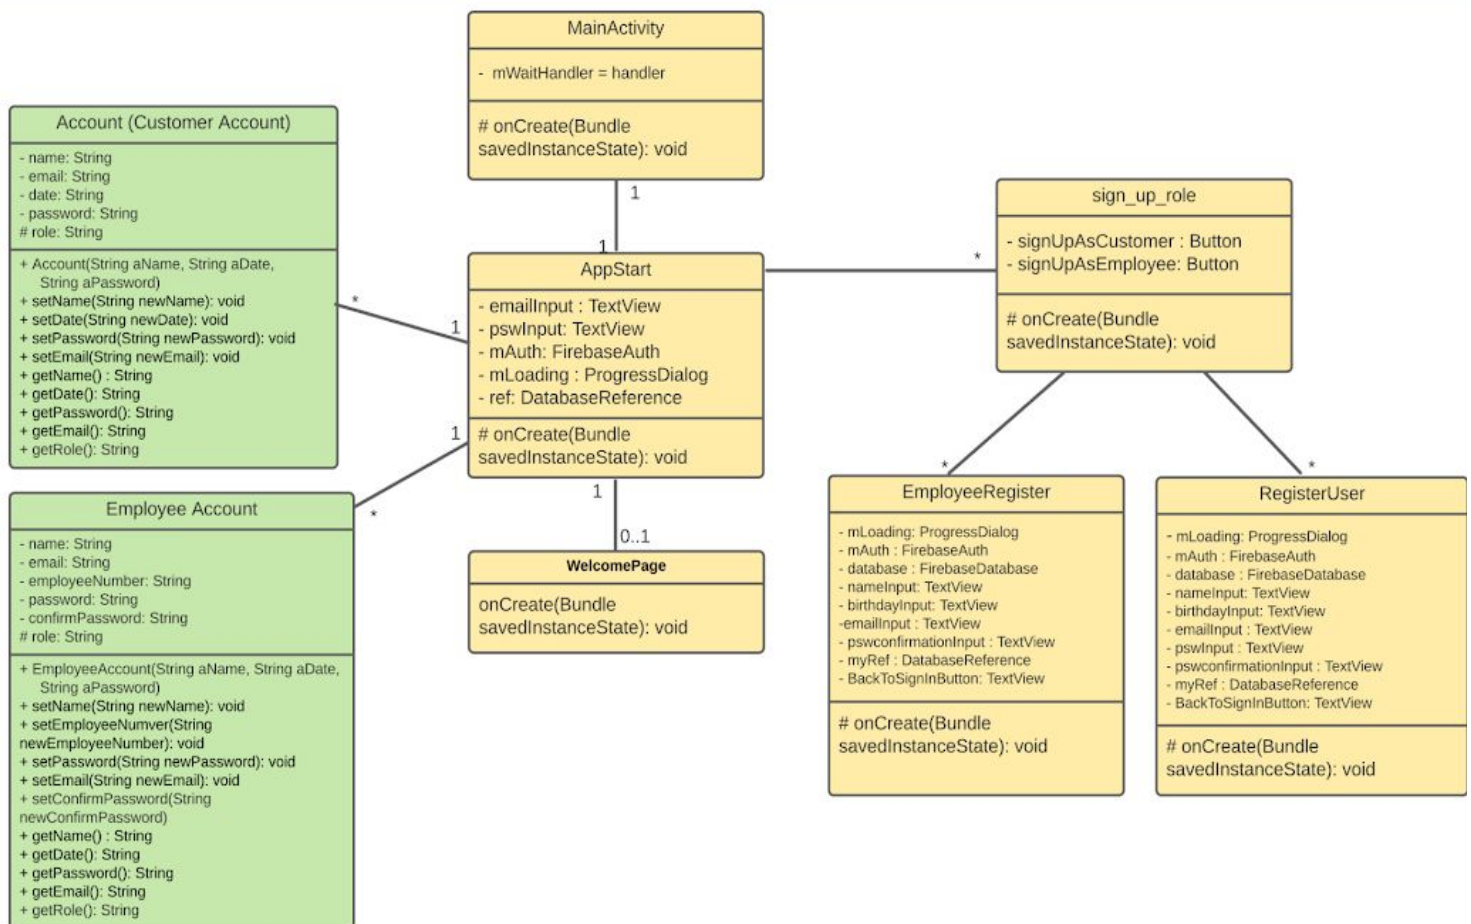 MainActivity
- mWaitHandler = handler
# onCreate(Bundle
savedInstanceState): void
1
1
Account (Customer Account)
- name: String
- email: String
- date: String
- password: String
# role: String
+ Account(String aName, String aDate,
String aPassword)
+ setName(String newName): void
+ setDate(String newDate): void
+ setPassword(String newPassword): void
+ setEmail(String newEmail): void
+ getName() : String
+ getDate(): String
+ getPassword(): String
+ getEmail(): String
+ getRole(): String
*
1
AppStart
- emailInput : TextView
- pswInput: TextView
- mAuth: FirebaseAuth
- mLoading : ProgressDialog
- ref: DatabaseReference
# onCreate(Bundle
savedInstanceState): void
*
sign_up_role
- signUpAsCustomer : Button
- signUpAsEmployee: Button
# onCreate(Bundle
savedInstanceState): void
1
*
Employee Account
- name: String
- email: String
- employeeNumber: String
- password: String
- confirmPassword: String
# role: String
+ EmployeeAccount(String aName, String aDate,
String aPassword)
+ setName(String newName): void
+ setEmployeeNumver(String
newEmployeeNumber): void
+ setPassword(String newPassword): void
+ setEmail(String newEmail): void
+ setConfirmPassword(String
newConfirmPassword)
+ getName() : String
+ getDate(): String
+ getPassword(): String
+ getEmail(): String
+ getRole(): String
1
0..1
WelcomePage
onCreate(Bundle
savedInstanceState): void
*
EmployeeRegister
- mLoading: ProgressDialog
- mAuth : FirebaseAuth
- database : FirebaseDatabase
- nameInput: TextView
- birthdayInput: TextView
-emailInput : TextView
- pswconfirmationInput : TextView
- myRef : DatabaseReference
- BackToSignInButton: TextView
# onCreate(Bundle
savedInstanceState): void
*
RegisterUser
- mLoading: ProgressDialog
- mAuth : FirebaseAuth
- database : FirebaseDatabase
- nameInput: TextView
- birthdayInput: TextView
- emailInput : TextView
- pswInput : TextView
- pswconfirmationInput : TextView
- myRef : DatabaseReference
- BackToSignInButton: TextView
# onCreate(Bundle
savedInstanceState): void